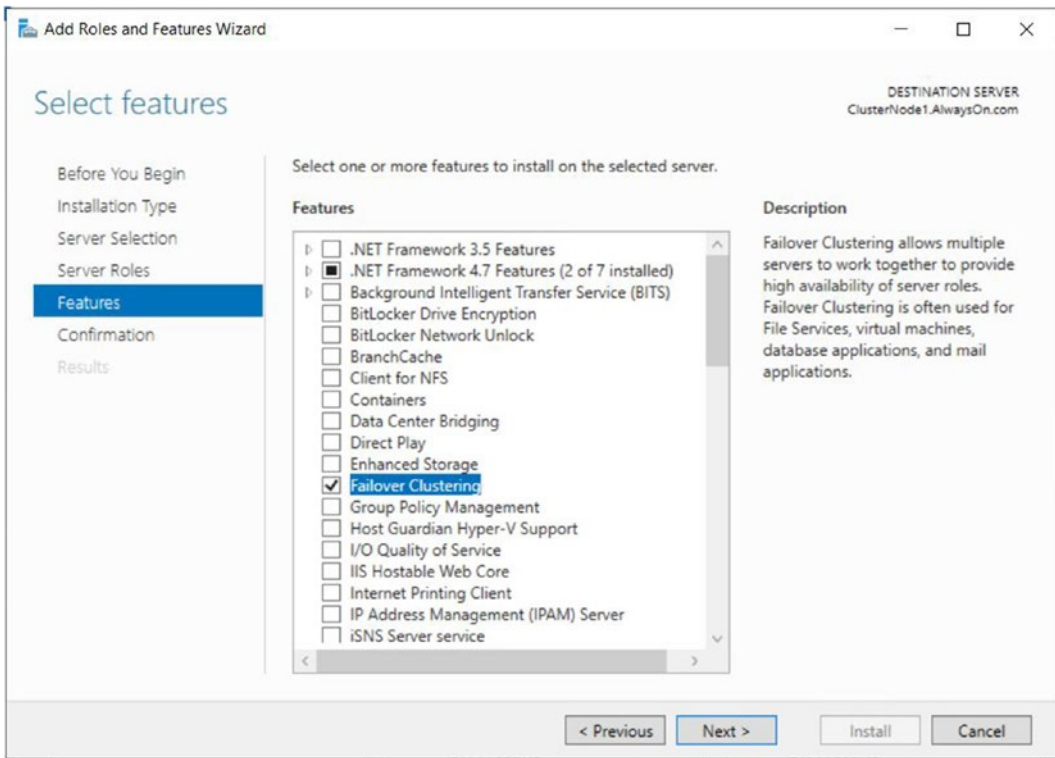 Add Roles and Features Wizard
Select features
DESTINATION SERVER
ClusterNode1.AlwaysOn.com
Before You Begin
Installation Type
Server Selection
Server Roles
Features
Confirmation
Results
Select one or more features to install on the selected server.
Features
.NET Framework 3.5 Features
.NET Framework 4.7 Features (2 of 7 installed)
Background Intelligent Transfer Service (BITS)
BitLocker Drive Encryption
BitLocker Network Unlock
BranchCache
Client for NFS
Containers
Data Center Bridging
Direct Play
Enhanced Storage
Failover Clustering
Group Policy Management
Host Guardian Hyper-V Support
I/O Quality of Service
IIS Hostable Web Core
Internet Printing Client
IP Address Management (IPAM) Server
iSNS Server service
Description
Failover Clustering allows multiple
servers to work together to provide
high availability of server roles.
Failover Clustering is often used for
File Services, virtual machines,
database applications, and mail
applications.
< Previous
Next >
Install
Cancel